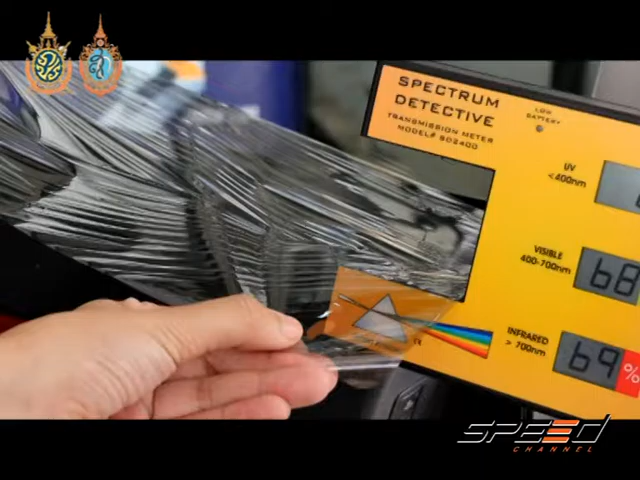 SPECTRUM
DETECTIVE
TRANSMISSION METER
MODEL# SD2400
LOW
BATTERY
UV
<400nm
VISIBLE
400-700nm
68
INFRARED
> 700nm
69 %
SPEED
CHANNEL